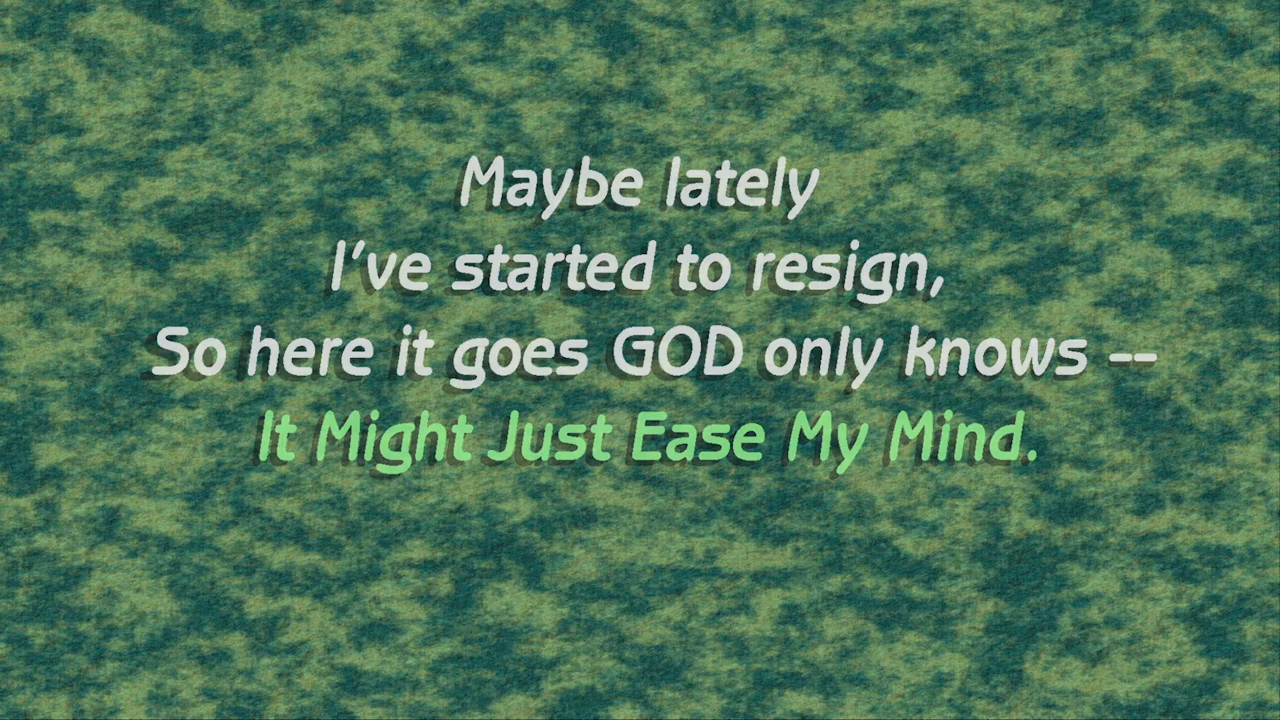 Maybe lately
I've started to resign,
So here it goes GOD only knows --
It Might Just Ease My Mind.